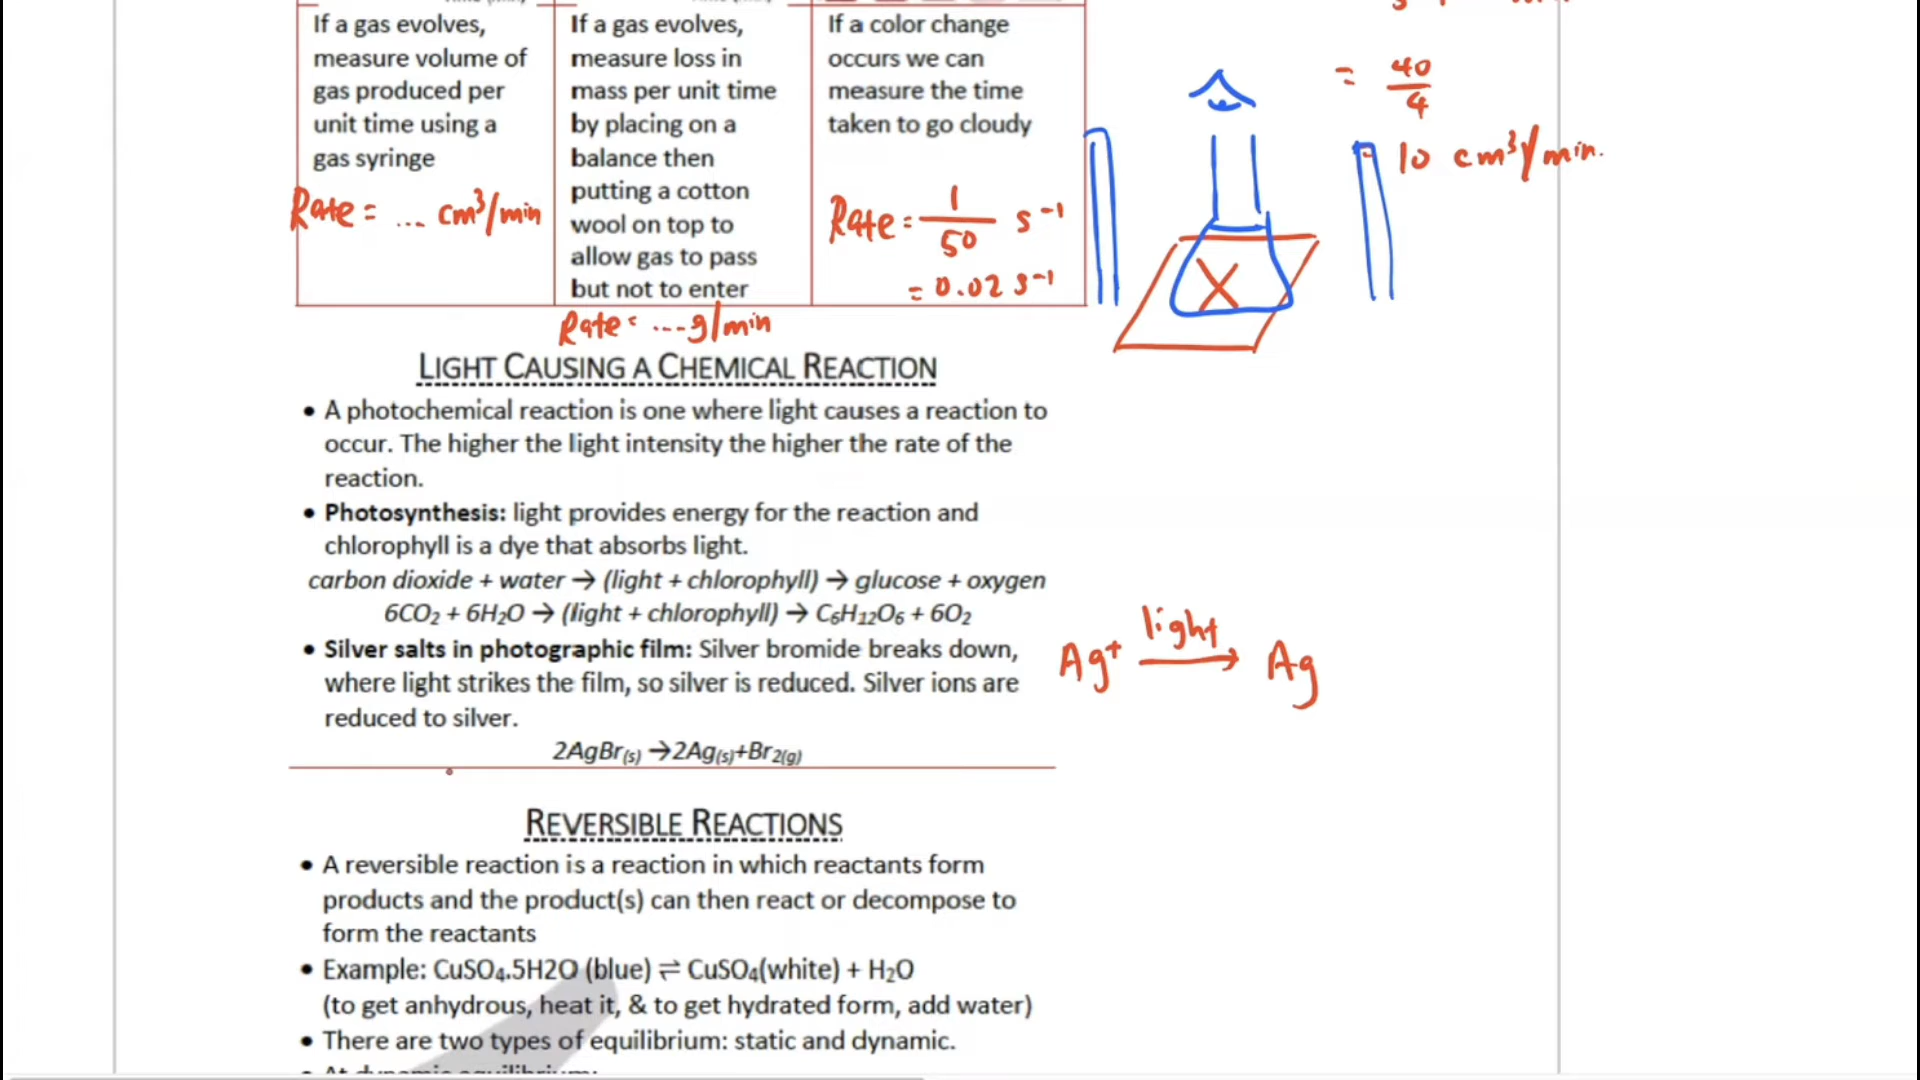 If a gas evolves,
measure volume of
gas produced per
unit time using a
gas syringe
Rate = ... cm³/min
If a gas evolves,
measure loss in
mass per unit time
by placing on a
balance then
putting a cotton
wool on top to
allow gas to pass
but not to enter
Rate = ... g/min
If a color change
occurs we can
measure the time
taken to go cloudy
Rate = 1/50 s⁻¹
= 0.02 s⁻¹
X
= 40/4
= 10 cm³/min.
LIGHT CAUSING A CHEMICAL REACTION
• A photochemical reaction is one where light causes a reaction to
occur. The higher the light intensity the higher the rate of the
reaction.
• Photosynthesis: light provides energy for the reaction and
chlorophyll is a dye that absorbs light.
carbon dioxide + water → (light + chlorophyll) → glucose + oxygen
6CO₂ + 6H₂O → (light + chlorophyll) → C₆H₁₂O₆ + 6O₂
• Silver salts in photographic film: Silver bromide breaks down,
where light strikes the film, so silver is reduced. Silver ions are
reduced to silver.
2AgBr(s) →2Ag(s)+Br2(g)
light
Ag⁺ → Ag
REVERSIBLE REACTIONS
• A reversible reaction is a reaction in which reactants form
products and the product(s) can then react or decompose to
form the reactants
• Example: CuSO₄.5H2O (blue) ⇌ CuSO₄(white) + H₂O
(to get anhydrous, heat it, & to get hydrated form, add water)
• There are two types of equilibrium: static and dynamic.
• At dynamic equilibrium: